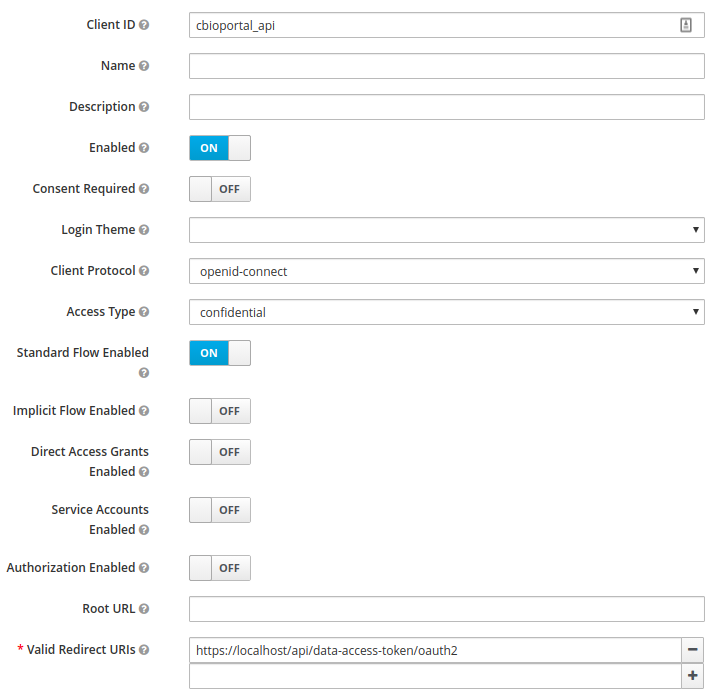 Client ID cbioportal_api
Name
Description
Enabled ON
Consent Required OFF
Login Theme
Client Protocol openid-connect
Access Type confidential
Standard Flow Enabled ON
Implicit Flow Enabled OFF
Direct Access Grants
Enabled OFF
Service Accounts
Enabled OFF
Authorization Enabled OFF
Root URL
* Valid Redirect URIs https://localhost/api/data-access-token/oauth2